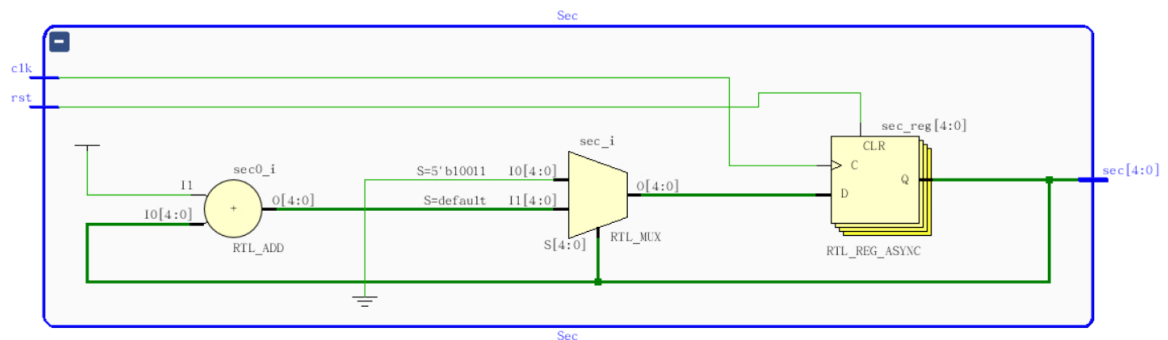 Sec
clk
rst
sec_reg[4:0]
CLR
sec_i
S=5'b10011 I0[4:0]
C
sec0_i
Q
sec[4:0]
I1
O[4:0]
D
+
O[4:0]
S=default I1[4:0]
I0[4:0]
RTL_MUX
S[4:0]
RTL_ADD
RTL_REG_ASYNC
Sec